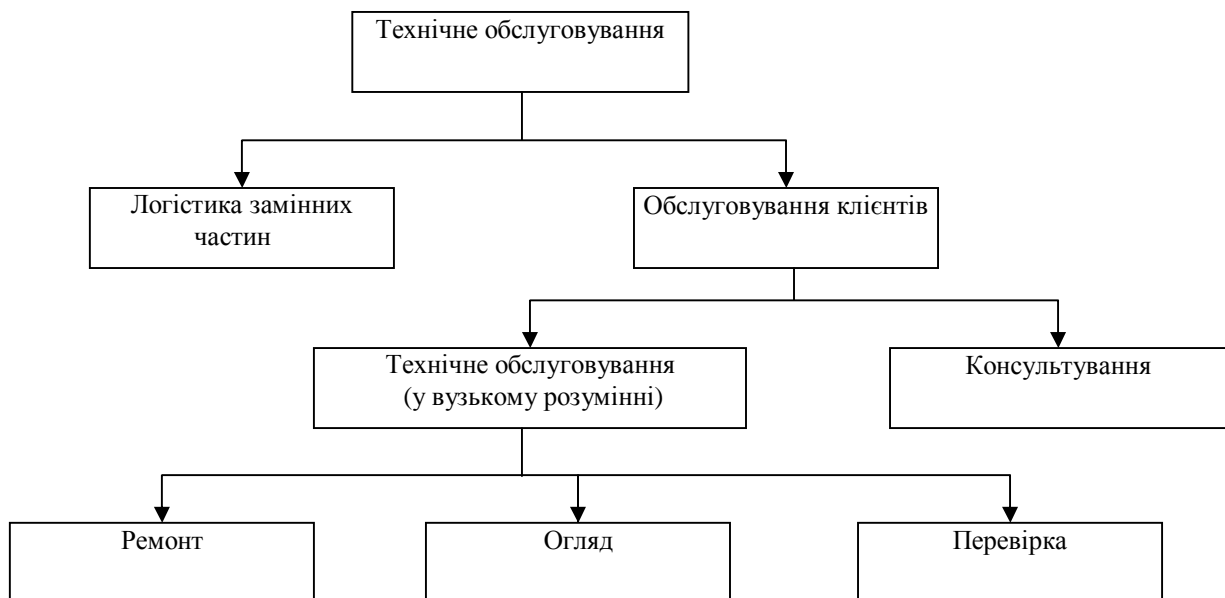 Технічне обслуговування
Логістика замінних
частин
Обслуговування клієнтів
Технічне обслуговування
(у вузькому розумінні)
Консультування
Ремонт
Огляд
Перевірка